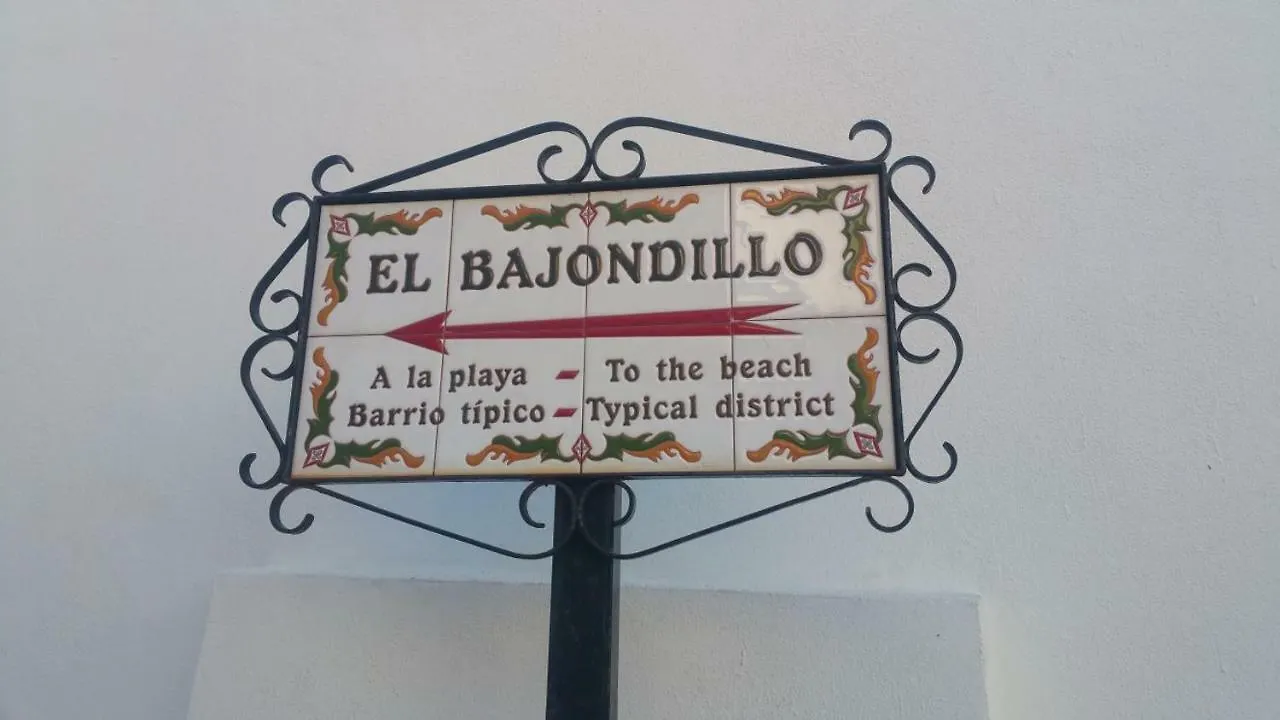 EL BAJONDILLO
A la playa - To the beach
Barrio típico - Typical district